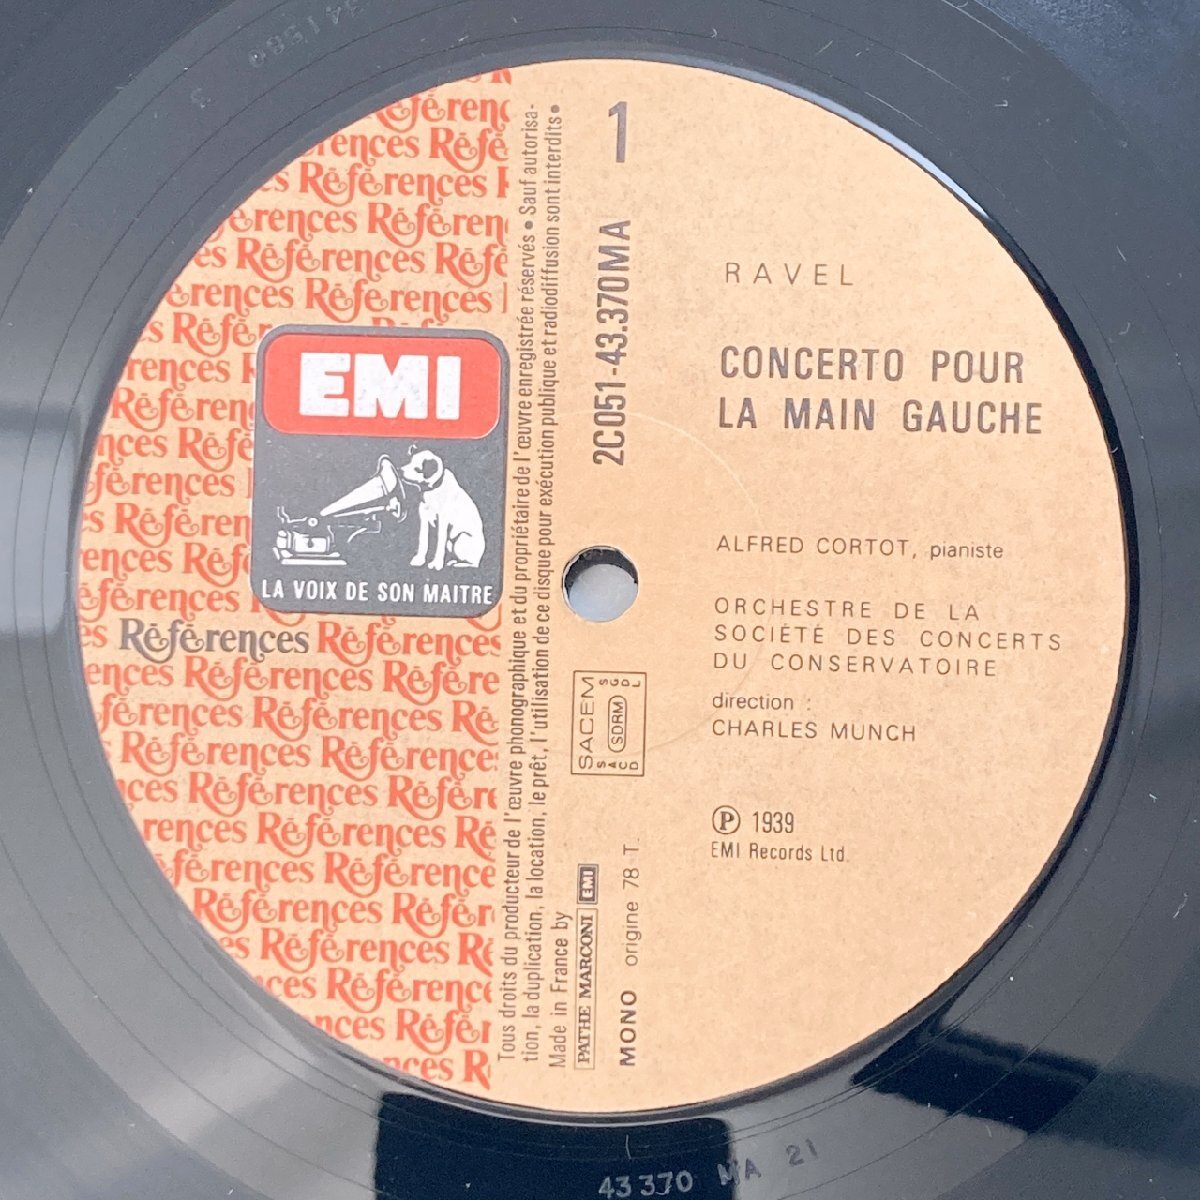 EMI
LA VOIX DE SON MAITRE
Références
Tous droits du producteur de l'œuvre phonographique et du propriétaire de l'œuvre enregistrée réservés • Sauf autorisa-
tion, la duplication, la location, le prêt, l'utilisation de ce disque pour exécution publique et radiodiffusion sont interdits •
Made in France by
PATHE MARCONI EMI
1
2C051-43.370MA
SACEM
SDRM
SACD
SGDL
MONO origine 78 T.
RAVEL
CONCERTO POUR
LA MAIN GAUCHE
ALFRED CORTOT, pianiste
ORCHESTRE DE LA
SOCIÉTÉ DES CONCERTS
DU CONSERVATOIRE
direction :
CHARLES MUNCH
Ⓟ 1939
EMI Records Ltd.
43370 MA 21